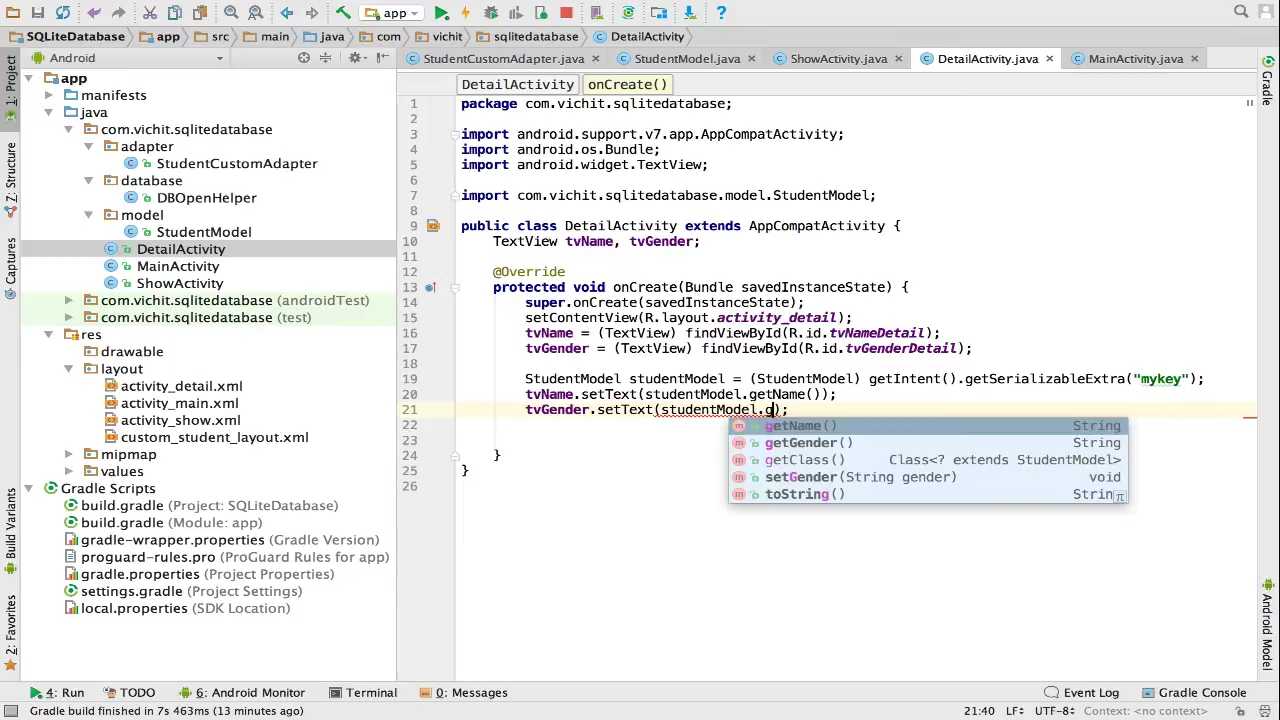 app
SQLiteDatabase app src main java com vichit sqlitedatabase DetailActivity
Android
StudentCustomAdapter.java StudentModel.java ShowActivity.java DetailActivity.java MainActivity.java
DetailActivity onCreate()
1: Project
Z: Structure
Captures
Build Variants
2: Favorites
app
manifests
java
com.vichit.sqlitedatabase
adapter
StudentCustomAdapter
database
DBOpenHelper
model
StudentModel
DetailActivity
MainActivity
ShowActivity
com.vichit.sqlitedatabase (androidTest)
com.vichit.sqlitedatabase (test)
res
drawable
layout
activity_detail.xml
activity_main.xml
activity_show.xml
custom_student_layout.xml
mipmap
values
Gradle Scripts
build.gradle (Project: SQLiteDatabase)
build.gradle (Module: app)
gradle-wrapper.properties (Gradle Version)
proguard-rules.pro (ProGuard Rules for app)
gradle.properties (Project Properties)
settings.gradle (Project Settings)
local.properties (SDK Location)
1 package com.vichit.sqlitedatabase;
2
3 import android.support.v7.app.AppCompatActivity;
4 import android.os.Bundle;
5 import android.widget.TextView;
6
7 import com.vichit.sqlitedatabase.model.StudentModel;
8
9 public class DetailActivity extends AppCompatActivity {
10 TextView tvName, tvGender;
11
12 @Override
13 protected void onCreate(Bundle savedInstanceState) {
14 super.onCreate(savedInstanceState);
15 setContentView(R.layout.activity_detail);
16 tvName = (TextView) findViewById(R.id.tvNameDetail);
17 tvGender = (TextView) findViewById(R.id.tvGenderDetail);
18
19 StudentModel studentModel = (StudentModel) getIntent().getSerializableExtra("mykey");
20 tvName.setText(studentModel.getName());
21 tvGender.setText(studentModel.g);
22
23
24 }
25 }
26
getName() String
getGender() String
getClass() Class<? extends StudentModel>
setGender(String gender) void
toString() Strin π
Gradle
Android Model
4: Run TODO 6: Android Monitor Terminal 0: Messages Event Log Gradle Console
Gradle build finished in 7s 463ms (13 minutes ago) 21:40 LF÷ UTF-8÷ Context: <no context>